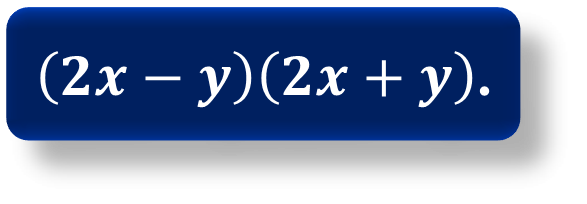 (2x − y)(2x + y).